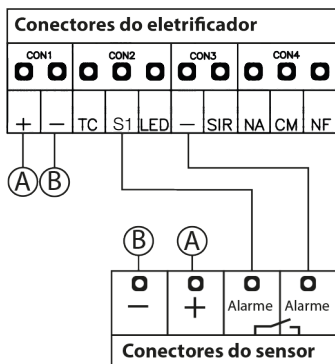 Conectores do eletrificador
CON1 CON2 CON3 CON4
+ − TC S1 LED − SIR NA CM NF
A B
B A
− + Alarme Alarme
Conectores do sensor